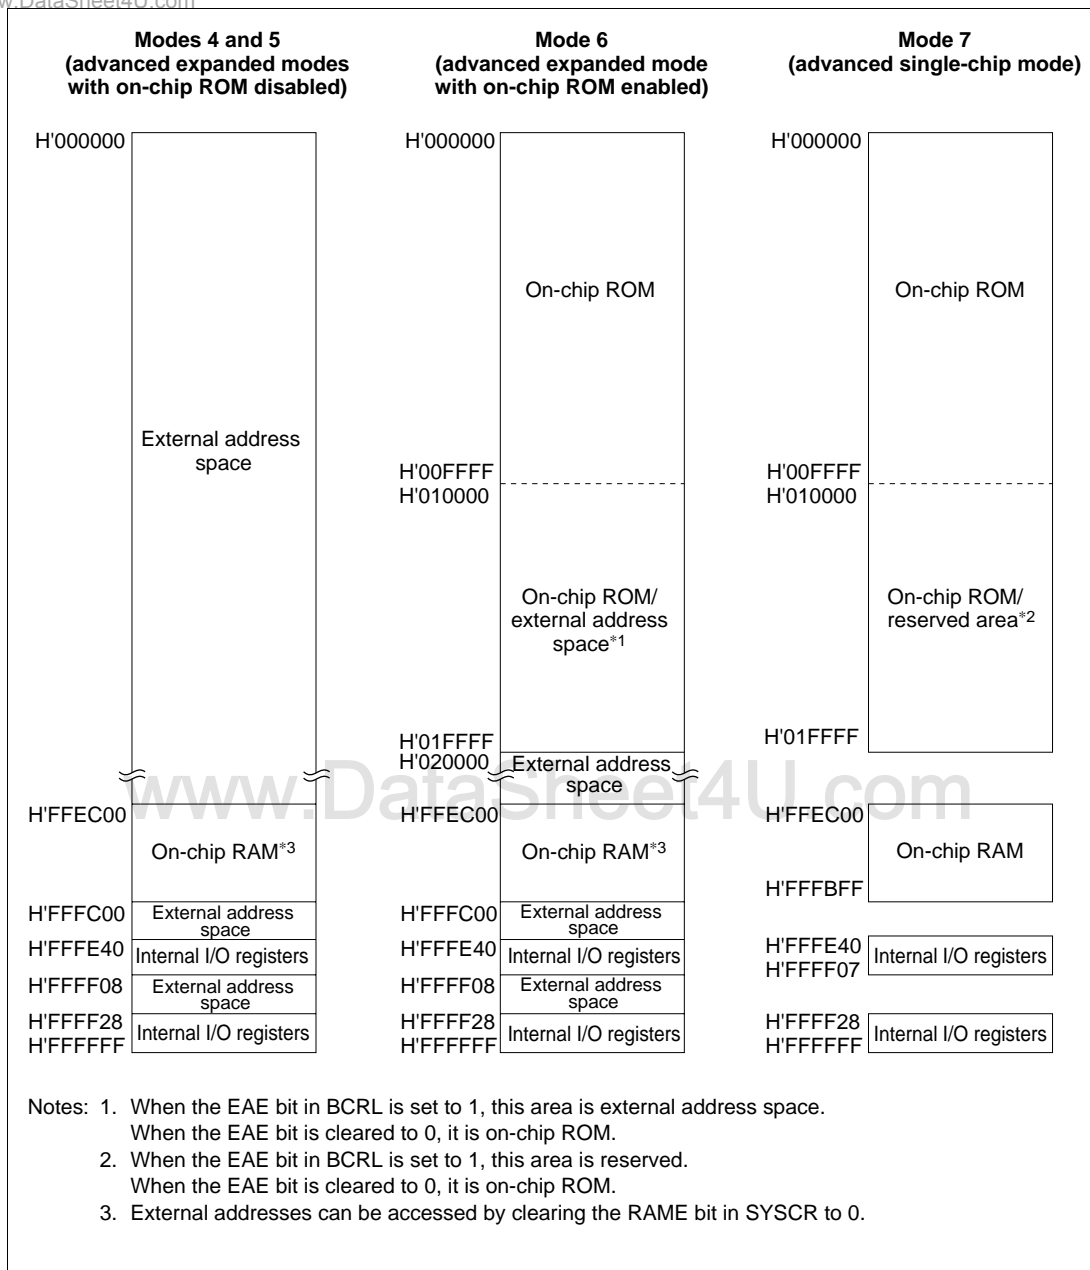 w.DataSheet4U.com
Modes 4 and 5
(advanced expanded modes
with on-chip ROM disabled)
Mode 6
(advanced expanded mode
with on-chip ROM enabled)
Mode 7
(advanced single-chip mode)
H'000000
External address
space
H'FFEC00
On-chip RAM*3
H'FFFC00
External address
space
H'FFFE40
Internal I/O registers
H'FFFF08
External address
space
H'FFFF28
H'FFFFFF
Internal I/O registers
H'000000
On-chip ROM
H'00FFFF
H'010000
On-chip ROM/
external address
space*1
H'01FFFF
H'020000
External address
space
H'FFEC00
On-chip RAM*3
H'FFFC00
External address
space
H'FFFE40
Internal I/O registers
H'FFFF08
External address
space
H'FFFF28
H'FFFFFF
Internal I/O registers
H'000000
On-chip ROM
H'00FFFF
H'010000
On-chip ROM/
reserved area*2
H'01FFFF
H'FFEC00
On-chip RAM
H'FFFBFF
H'FFFE40
H'FFFF07
Internal I/O registers
H'FFFF28
H'FFFFFF
Internal I/O registers
www.DataSheet4U.com
Notes: 1. When the EAE bit in BCRL is set to 1, this area is external address space.
When the EAE bit is cleared to 0, it is on-chip ROM.
2. When the EAE bit in BCRL is set to 1, this area is reserved.
When the EAE bit is cleared to 0, it is on-chip ROM.
3. External addresses can be accessed by clearing the RAME bit in SYSCR to 0.